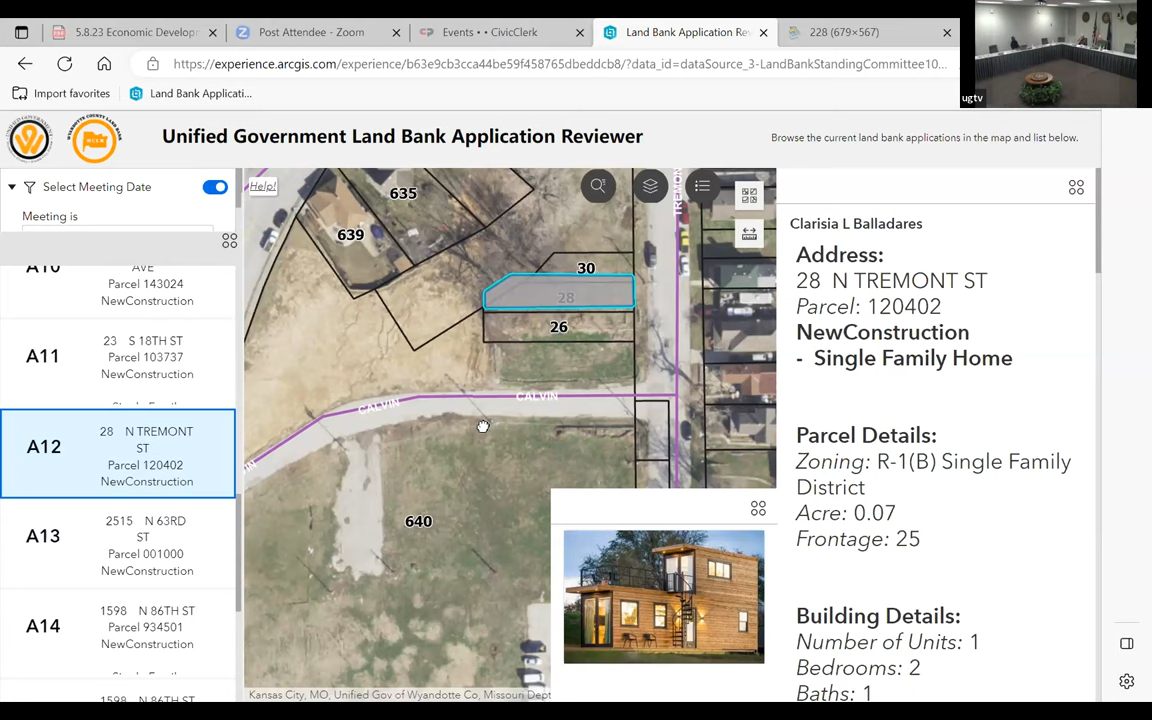 5.8.23 Economic Develop
Post Attendee - Zoom
Events • • CivicClerk
Land Bank Application Re
228 (679×567)
https://experience.arcgis.com/experience/b63e9cb3cca44be59f458765dbeddcb8/?data_id=dataSource_3-LandBankStandingCommittee10...
ugtv
Import favorites
Land Bank Applicati...
Unified Government Land Bank Application Reviewer
Browse the current land bank applications in the map and list below.
Select Meeting Date
Meeting is
A10
AVE
Parcel 143024
NewConstruction
A11
23 S 18TH ST
Parcel 103737
NewConstruction
A12
28 N TREMONT
ST
Parcel 120402
NewConstruction
A13
2515 N 63RD
ST
Parcel 001000
NewConstruction
A14
1598 N 86TH ST
Parcel 934501
NewConstruction
1598 N 86TH ST
Help!
635
639
30
28
26
TREMON
CALVIN
CALVIN
640
Kansas City, MO, Unified Gov of Wyandotte Co, Missouri Dept
Clarisia L Balladares
Address:
28 N TREMONT ST
Parcel: 120402
NewConstruction
- Single Family Home
Parcel Details:
Zoning: R-1(B) Single Family
District
Acre: 0.07
Frontage: 25
Building Details:
Number of Units: 1
Bedrooms: 2
Baths: 1